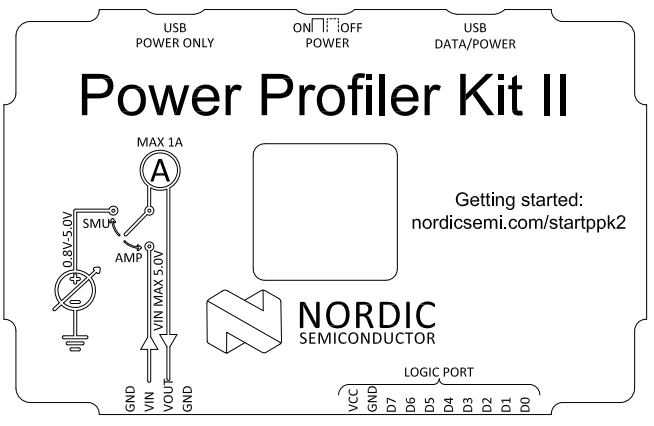 USB
POWER ONLY
ON OFF
POWER
USB
DATA/POWER
Power Profiler Kit II
MAX 1A
A
Getting started:
nordicsemi.com/startppk2
SMU
0.8V-5.0V
AMP
VIN MAX 5.0V
+
-
NORDIC
SEMICONDUCTOR
LOGIC PORT
GND
VIN
VOUT
GND
VCC
GND
D7
D6
D5
D4
D3
D2
D1
D0